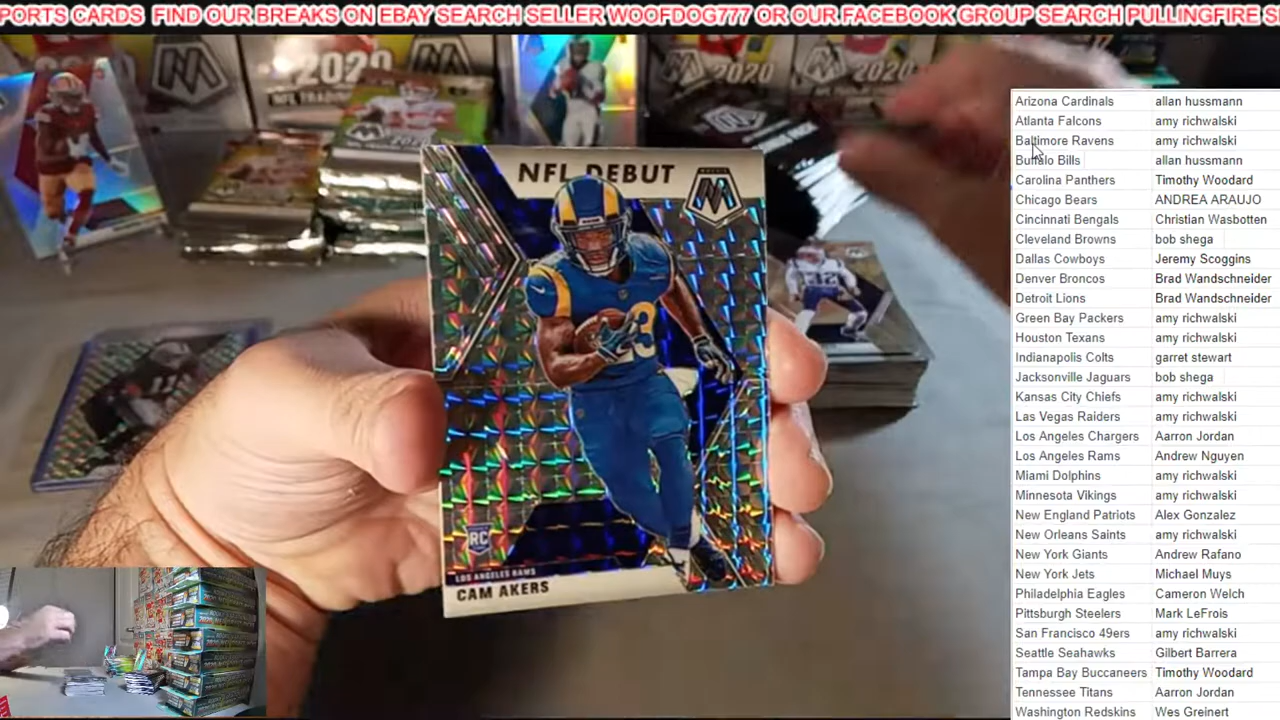 PORTS CARDS  FIND OUR BREAKS ON EBAY SEARCH SELLER WOOFDOG777 OR OUR FACEBOOK GROUP SEARCH PULLINGFIRE S
2020
2020
2020
NFL DEBUT
RC
LOS ANGELES RAMS
CAM AKERS
Arizona Cardinals allan hussmann
Atlanta Falcons amy richwalski
Baltimore Ravens amy richwalski
Buffalo Bills allan hussmann
Carolina Panthers Timothy Woodard
Chicago Bears ANDREA ARAUJO
Cincinnati Bengals Christian Wasbotten
Cleveland Browns bob shega
Dallas Cowboys Jeremy Scoggins
Denver Broncos Brad Wandschneider
Detroit Lions Brad Wandschneider
Green Bay Packers amy richwalski
Houston Texans amy richwalski
Indianapolis Colts garret stewart
Jacksonville Jaguars bob shega
Kansas City Chiefs amy richwalski
Las Vegas Raiders amy richwalski
Los Angeles Chargers Aarron Jordan
Los Angeles Rams Andrew Nguyen
Miami Dolphins amy richwalski
Minnesota Vikings amy richwalski
New England Patriots Alex Gonzalez
New Orleans Saints amy richwalski
New York Giants Andrew Rafano
New York Jets Michael Muys
Philadelphia Eagles Cameron Welch
Pittsburgh Steelers Mark LeFrois
San Francisco 49ers amy richwalski
Seattle Seahawks Gilbert Barrera
Tampa Bay Buccaneers Timothy Woodard
Tennessee Titans Aarron Jordan
Washington Redskins Wes Greinert